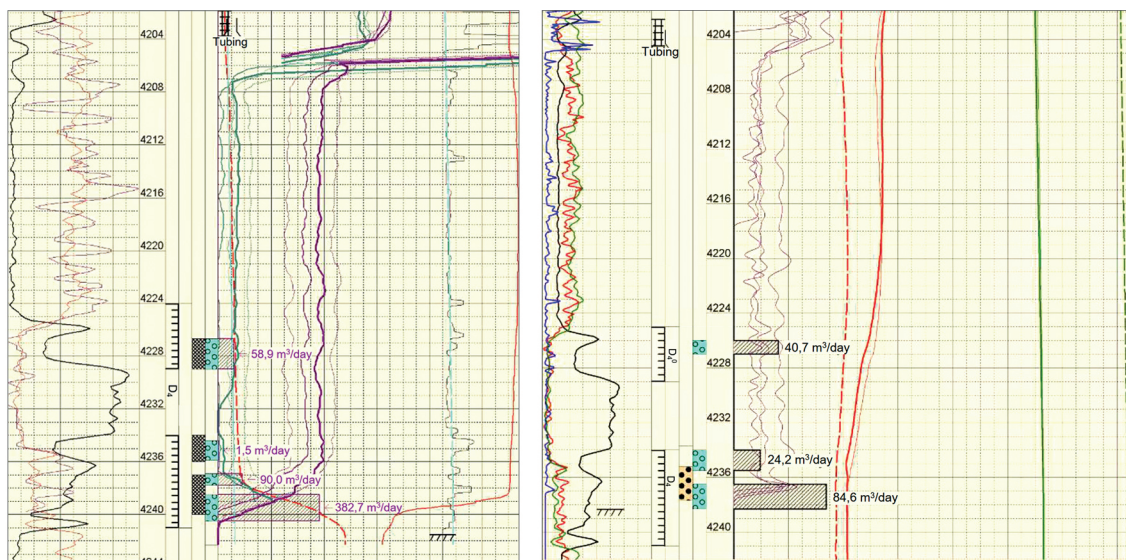 4204
Tubing
4208
4212
4216
4220
4224
4228
58,9 m³/day
D₄
4232
1,5 m³/day
4236
90,0 m³/day
382,7 m³/day
4240
4204
Tubing
4208
4212
4216
4220
4224
D₄⁰
40,7 m³/day
4228
4232
24,2 m³/day
4236
D₄
84,6 m³/day
4240